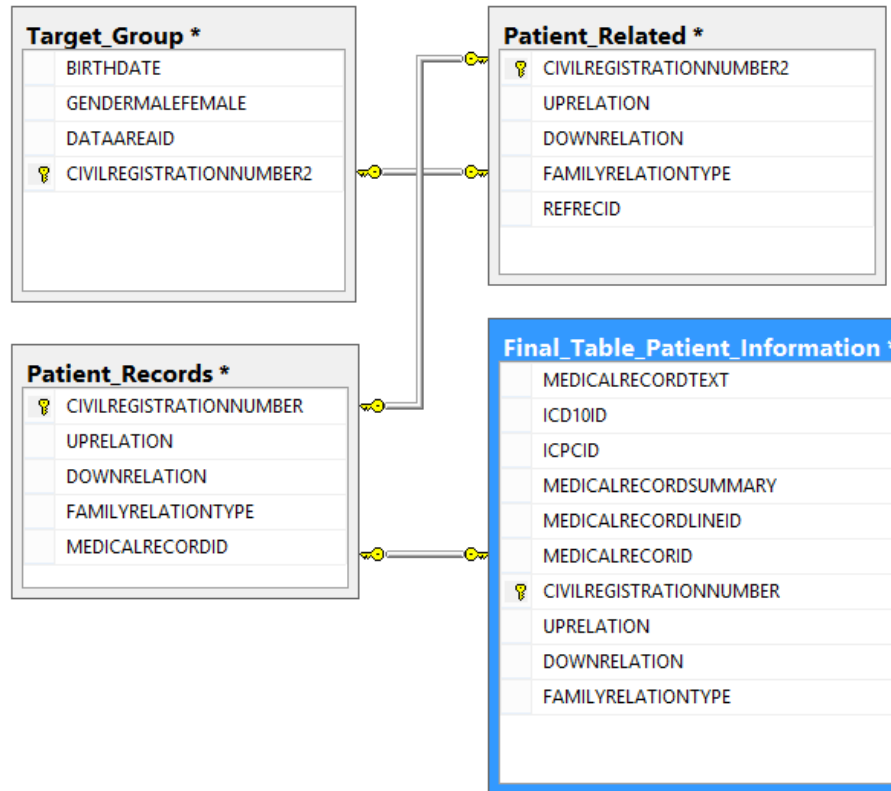 Target_Group *
BIRTHDATE
GENDERMALEFEMALE
DATAAREAID
CIVILREGISTRATIONNUMBER2
Patient_Related *
CIVILREGISTRATIONNUMBER2
UPRELATION
DOWNRELATION
FAMILYRELATIONTYPE
REFRECID
Patient_Records *
CIVILREGISTRATIONNUMBER
UPRELATION
DOWNRELATION
FAMILYRELATIONTYPE
MEDICALRECORDID
Final_Table_Patient_Information *
MEDICALRECORDTEXT
ICD10ID
ICPCID
MEDICALRECORDSUMMARY
MEDICALRECORDLINEID
MEDICALRECORID
CIVILREGISTRATIONNUMBER
UPRELATION
DOWNRELATION
FAMILYRELATIONTYPE